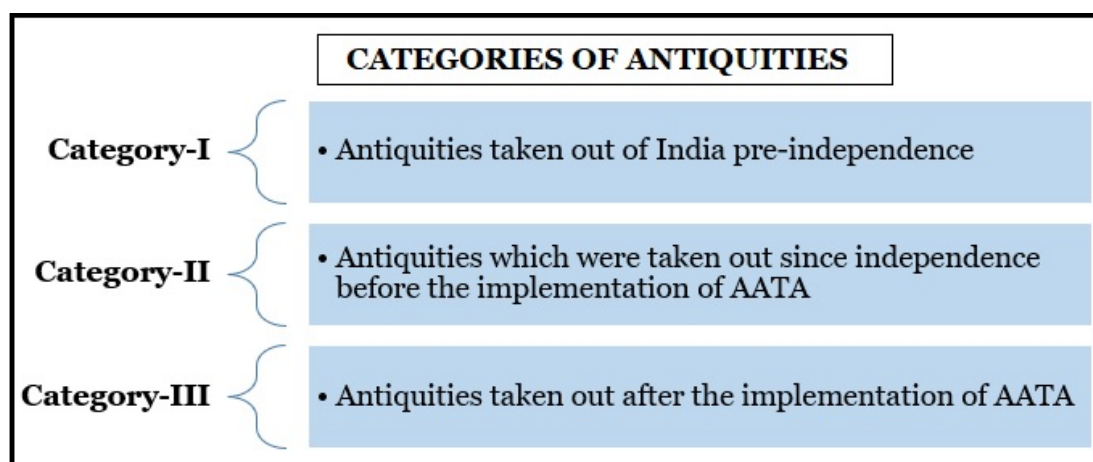 CATEGORIES OF ANTIQUITIES
Category-I
• Antiquities taken out of India pre-independence
Category-II
• Antiquities which were taken out since independence
before the implementation of AATA
Category-III
• Antiquities taken out after the implementation of AATA